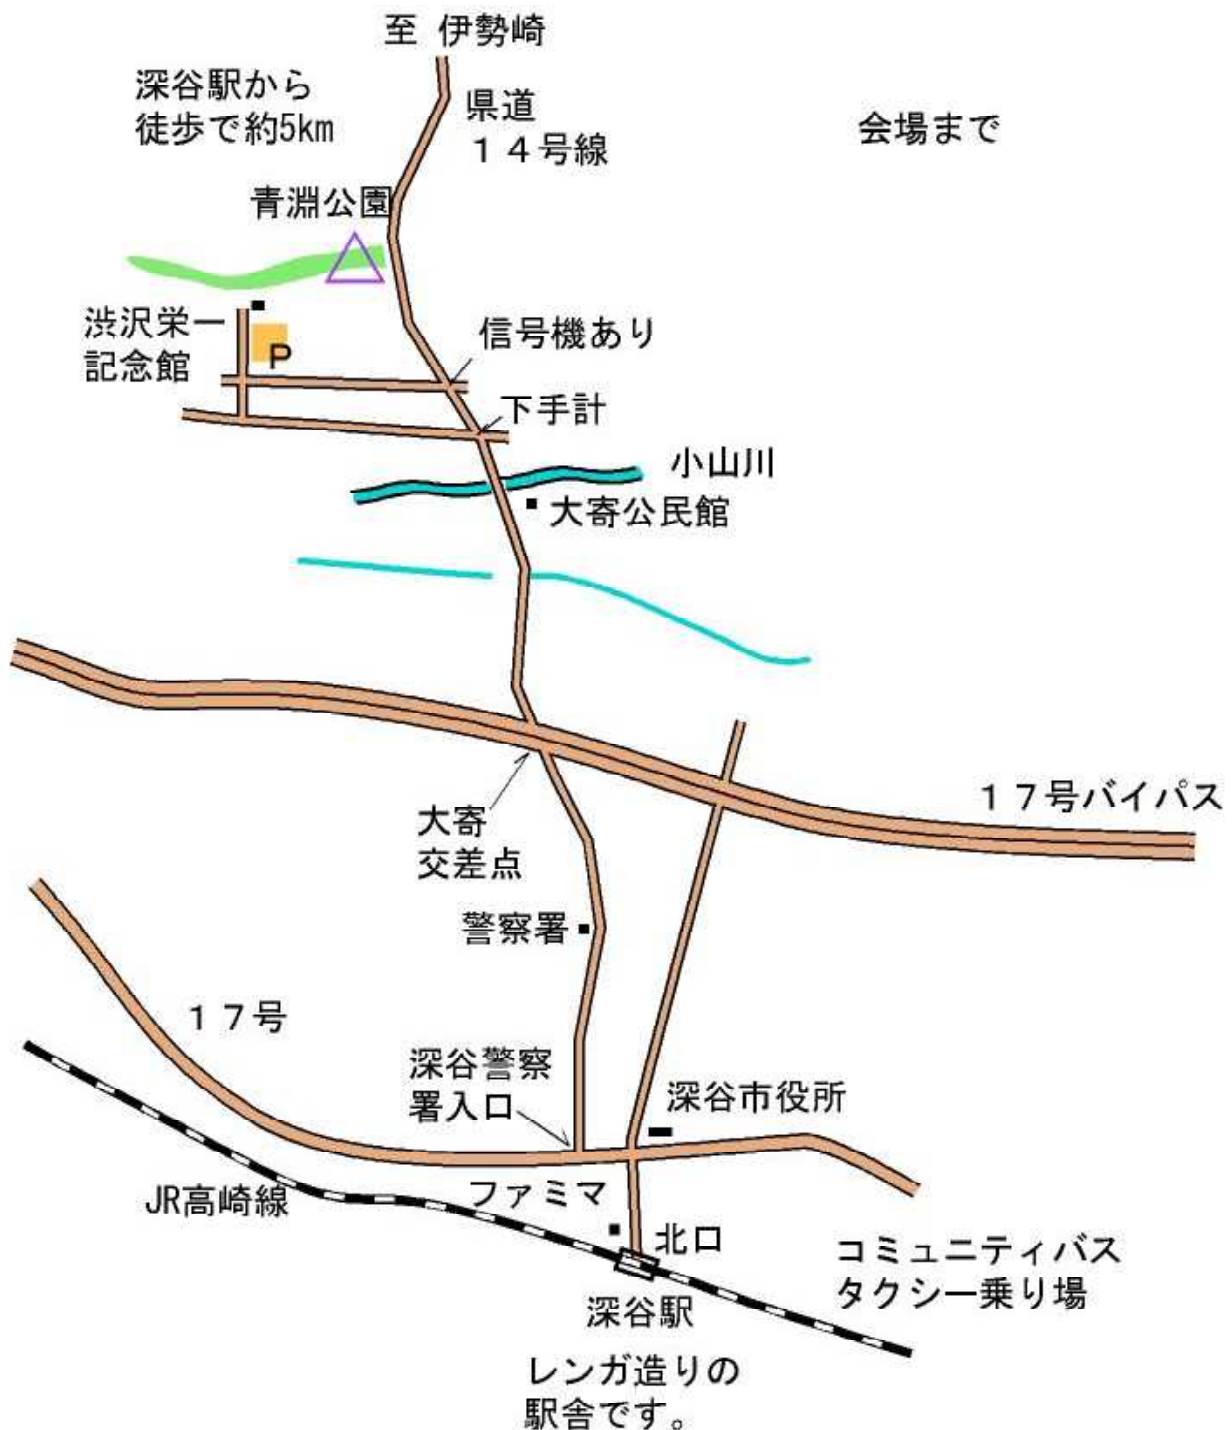 至 伊勢崎
深谷駅から
徒歩で約5km
県道
１４号線
会場まで
青淵公園
渋沢栄一
記念館
P
信号機あり
下手計
小山川
大寄公民館
１７号バイパス
大寄
交差点
警察署
１７号
深谷警察
署入口
深谷市役所
JR高崎線
ファミマ
北口
コミュニティバス
タクシー乗り場
深谷駅
レンガ造りの
駅舎です。